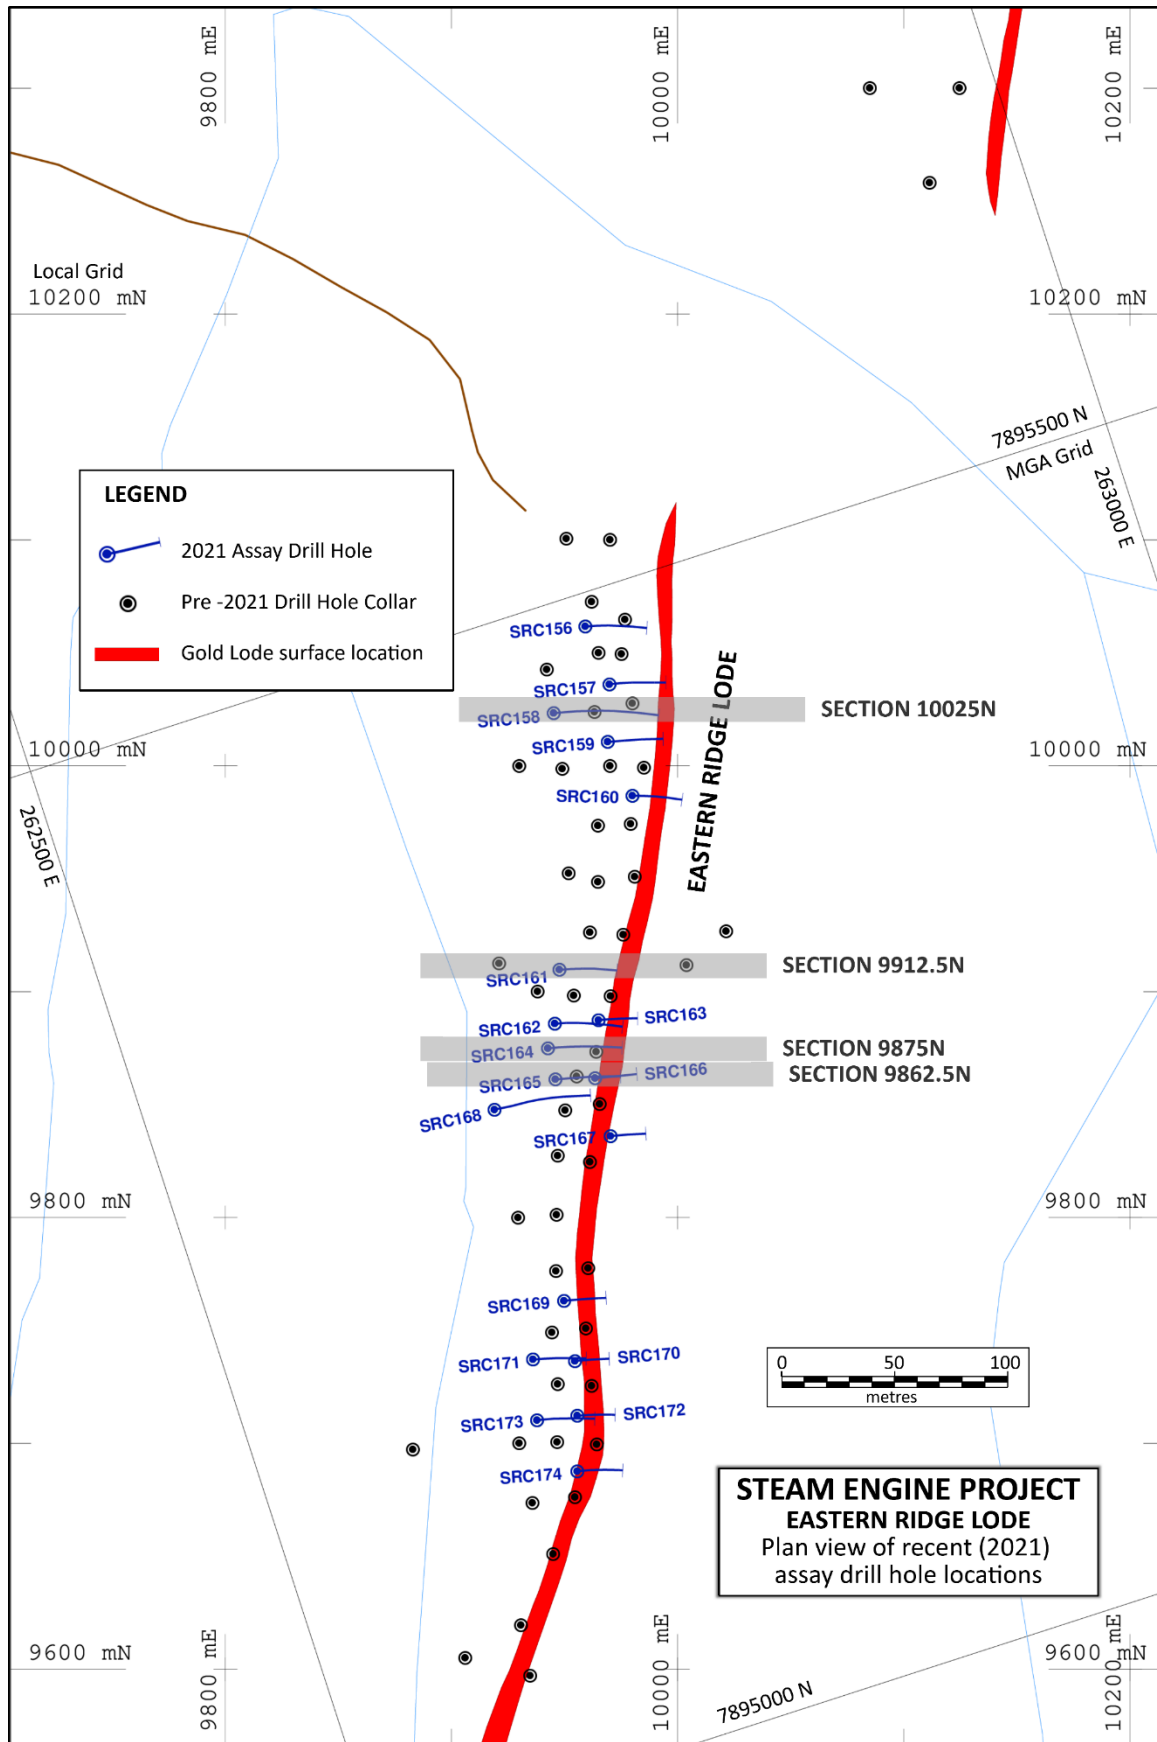 9800 mE
10000 mE
10200 mE
Local Grid
10200 mN
10200 mN
7895500 N
MGA Grid
263000 E
LEGEND
2021 Assay Drill Hole
Pre -2021 Drill Hole Collar
Gold Lode surface location
SRC156
SRC157
EASTERN RIDGE LODE
SRC158
SECTION 10025N
SRC159
10000 mN
10000 mN
SRC160
262500 E
SECTION 9912.5N
SRC161
SRC163
SRC162
SRC164
SECTION 9875N
SRC165
SRC166
SECTION 9862.5N
SRC168
SRC167
9800 mN
9800 mN
SRC169
SRC171
SRC170
0 50 100
metres
SRC173
SRC172
SRC174
STEAM ENGINE PROJECT
EASTERN RIDGE LODE
Plan view of recent (2021)
assay drill hole locations
9600 mN
9600 mN
9800 mE
10000 mE
10200 mE
7895000 N